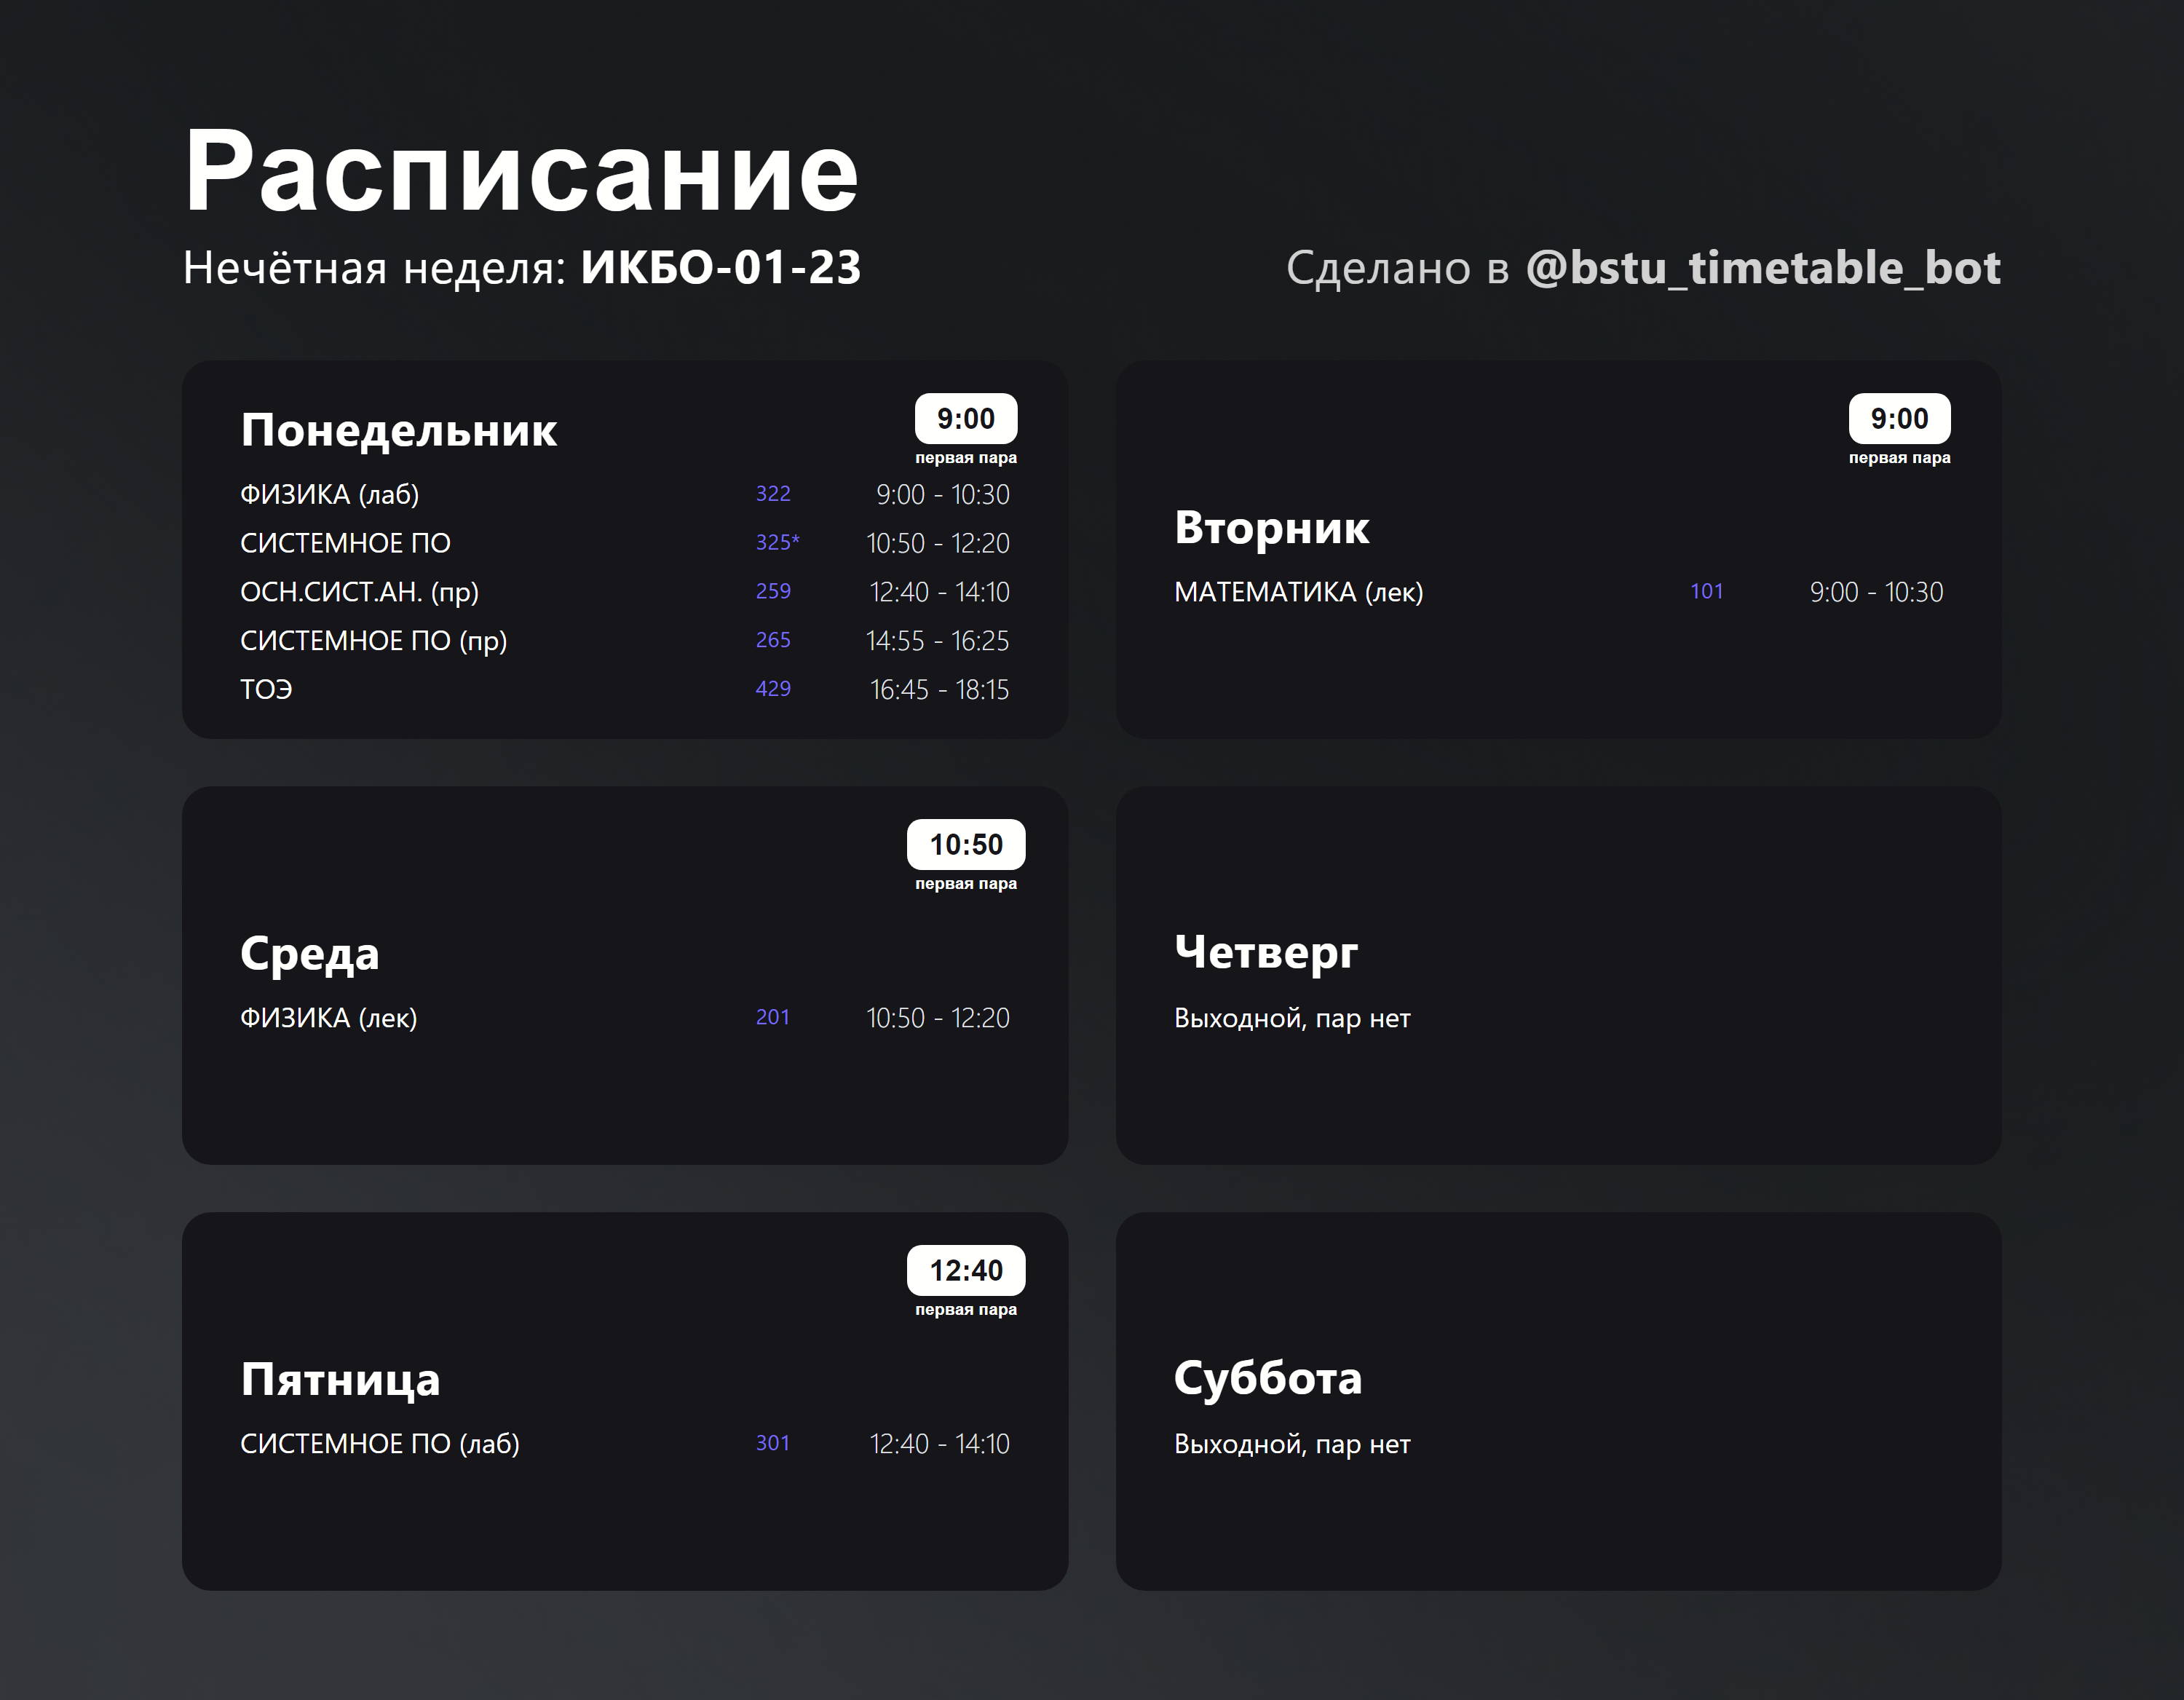 Расписание
Нечётная неделя: ИКБО-01-23
Сделано в @bstu_timetable_bot
Понедельник
9:00
первая пара
ФИЗИКА (лаб) 322 9:00 - 10:30
СИСТЕМНОЕ ПО 325* 10:50 - 12:20
ОСН.СИСТ.АН. (пр) 259 12:40 - 14:10
СИСТЕМНОЕ ПО (пр) 265 14:55 - 16:25
ТОЭ 429 16:45 - 18:15
9:00
первая пара
Вторник
МАТЕМАТИКА (лек) 101 9:00 - 10:30
10:50
первая пара
Среда
ФИЗИКА (лек) 201 10:50 - 12:20
Четверг
Выходной, пар нет
12:40
первая пара
Пятница
СИСТЕМНОЕ ПО (лаб) 301 12:40 - 14:10
Суббота
Выходной, пар нет